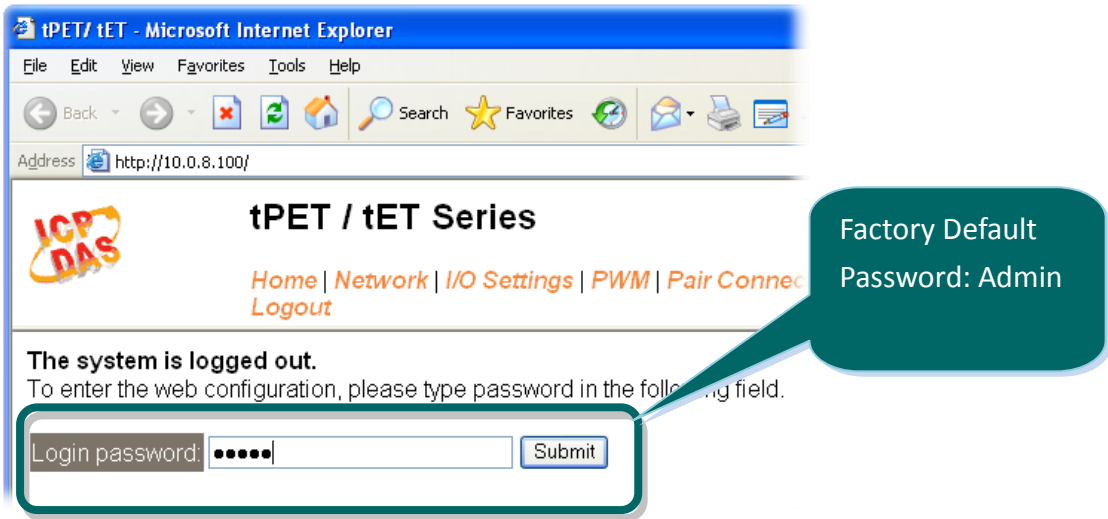 tPET/ tET - Microsoft Internet Explorer
File Edit View Favorites Tools Help
Back Search Favorites
Address http://10.0.8.100/
ICP DAS
tPET / tET Series
Home | Network | I/O Settings | PWM | Pair Connec
Logout
Factory Default
Password: Admin
The system is logged out.
To enter the web configuration, please type password in the field.
Login password: ●●●●● Submit